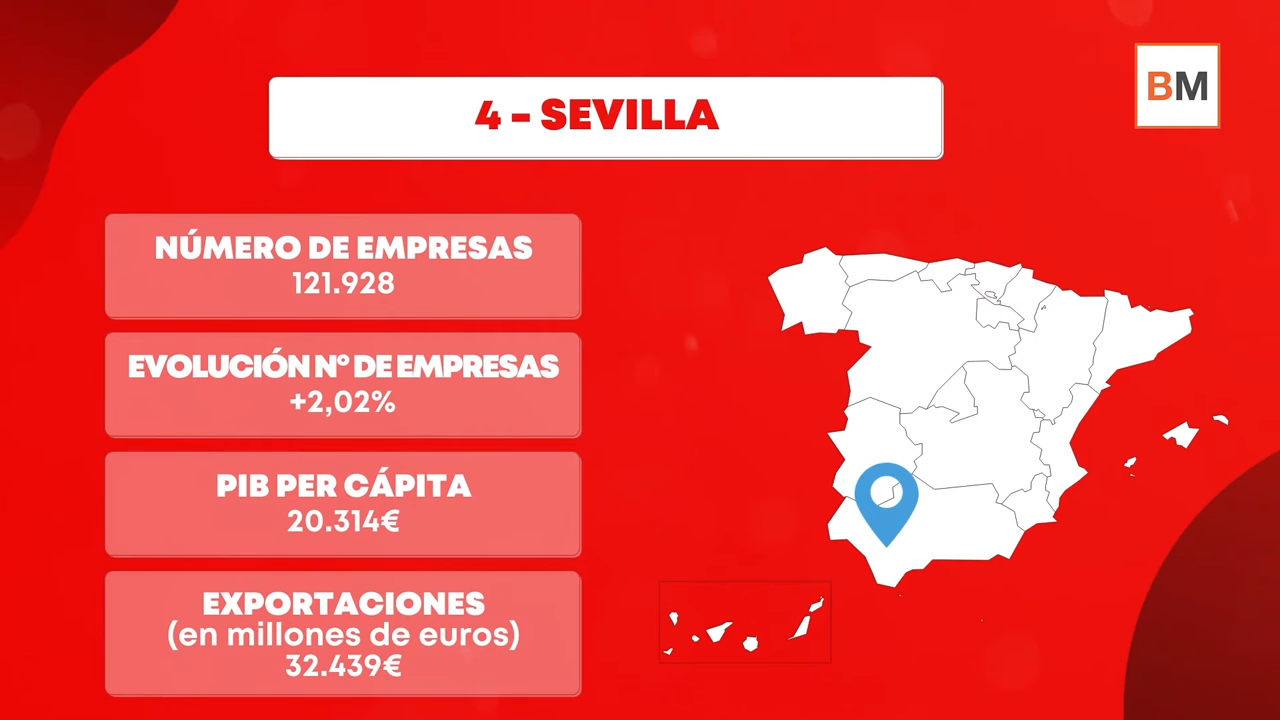 BM
4 - SEVILLA
NÚMERO DE EMPRESAS
121.928
EVOLUCIÓN Nº DE EMPRESAS
+2,02%
PIB PER CÁPITA
20.314€
EXPORTACIONES
(en millones de euros)
32.439€